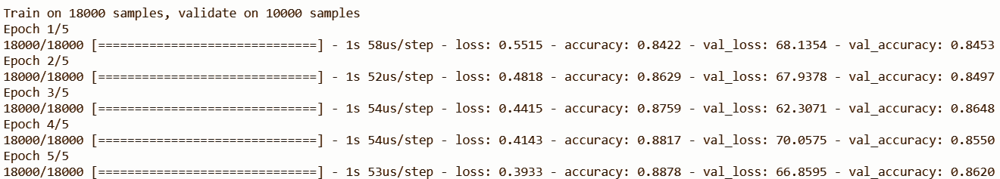 Train on 18000 samples, validate on 10000 samples
Epoch 1/5
18000/18000 [==============================] - 1s 58us/step - loss: 0.5515 - accuracy: 0.8422 - val_loss: 68.1354 - val_accuracy: 0.8453
Epoch 2/5
18000/18000 [==============================] - 1s 52us/step - loss: 0.4818 - accuracy: 0.8629 - val_loss: 67.9378 - val_accuracy: 0.8497
Epoch 3/5
18000/18000 [==============================] - 1s 54us/step - loss: 0.4415 - accuracy: 0.8759 - val_loss: 62.3071 - val_accuracy: 0.8648
Epoch 4/5
18000/18000 [==============================] - 1s 54us/step - loss: 0.4143 - accuracy: 0.8817 - val_loss: 70.0575 - val_accuracy: 0.8550
Epoch 5/5
18000/18000 [==============================] - 1s 53us/step - loss: 0.3933 - accuracy: 0.8878 - val_loss: 66.8595 - val_accuracy: 0.8620